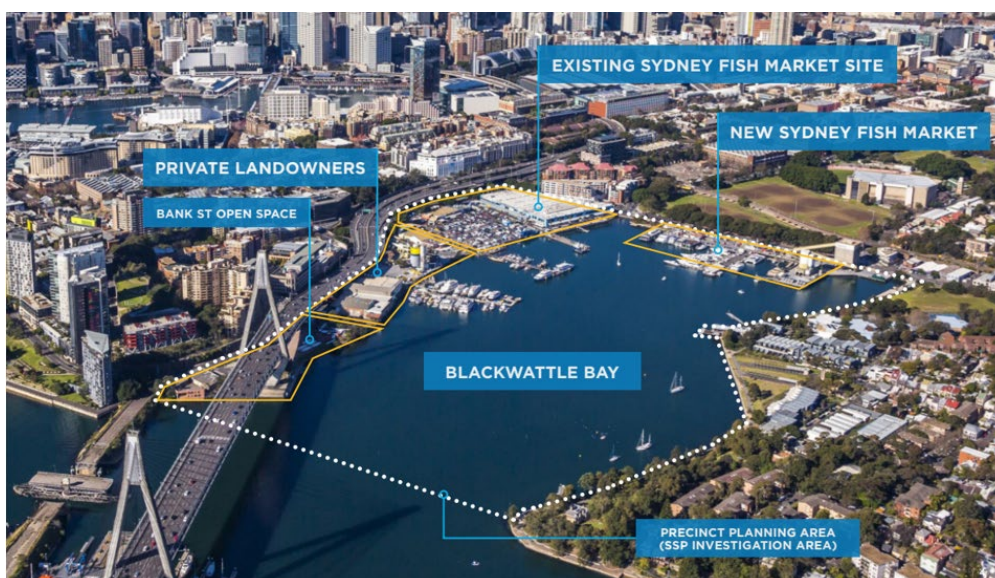 EXISTING SYDNEY FISH MARKET SITE
NEW SYDNEY FISH MARKET
PRIVATE LANDOWNERS
BANK ST OPEN SPACE
BLACKWATTLE BAY
PRECINCT PLANNING AREA
(SSP INVESTIGATION AREA)